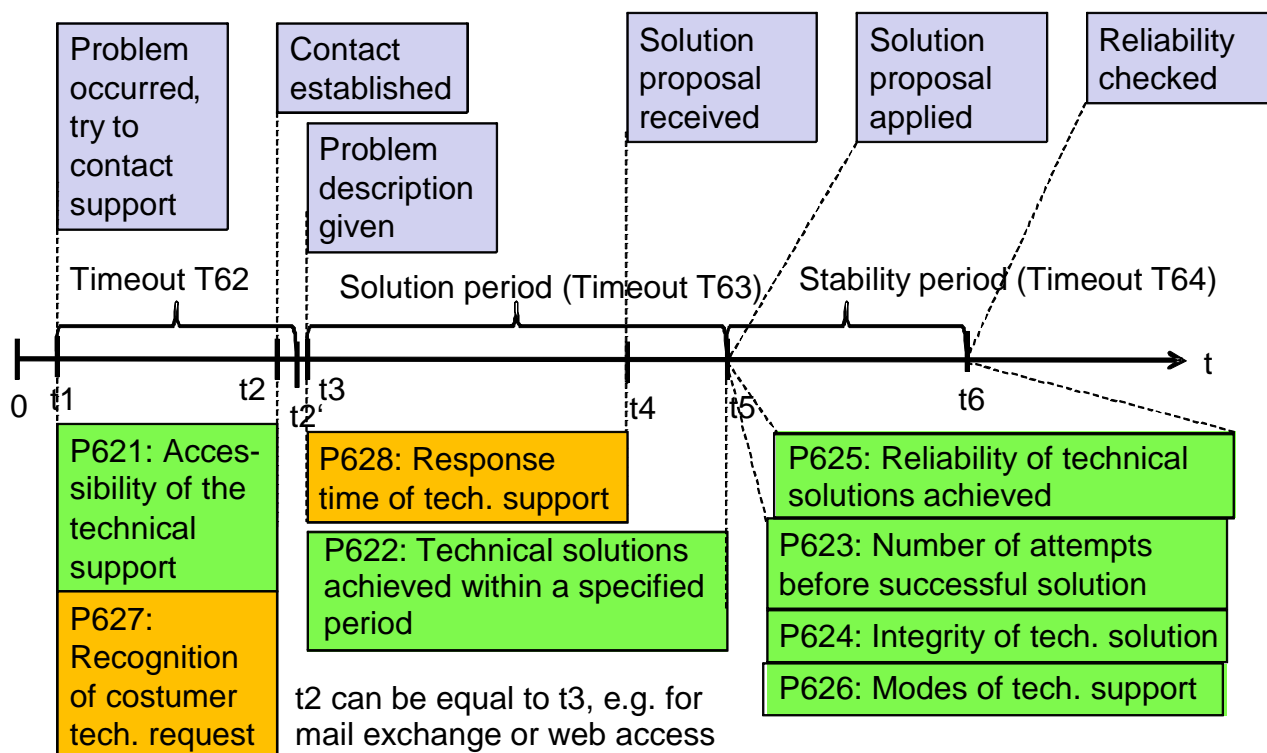 Problem
occurred,
try to
contact
support
Contact
established
Problem
description
given
Solution
proposal
received
Solution
proposal
applied
Reliability
checked
Timeout T62
Solution period (Timeout T63)
Stability period (Timeout T64)
0
t1
t2
t2‘
t3
t4
t5
t6
t
P621: Acces-
sibility of the
technical
support
P627:
Recognition
of costumer
tech. request
P628: Response
time of tech. support
P622: Technical solutions
achieved within a specified
period
t2 can be equal to t3, e.g. for
mail exchange or web access
P625: Reliability of technical
solutions achieved
P623: Number of attempts
before successful solution
P624: Integrity of tech. solution
P626: Modes of tech. support